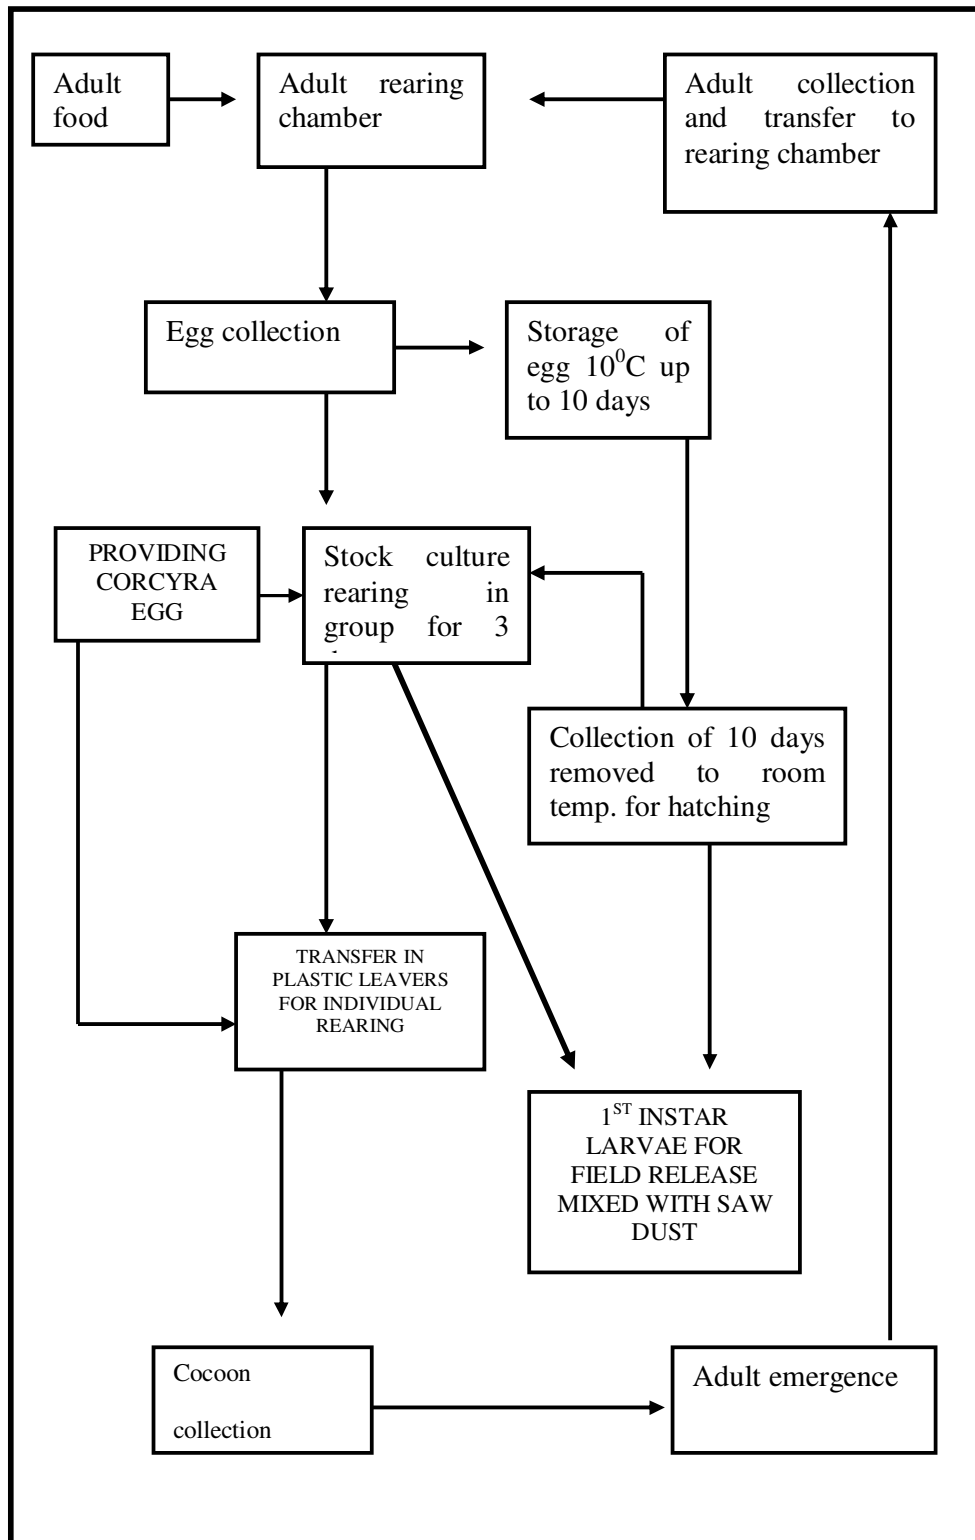 Adult
food
Adult rearing
chamber
Adult collection
and transfer to
rearing chamber
Egg collection
Storage of
egg 10⁰C up
to 10 days
PROVIDING
CORCYRA
EGG
Stock culture
rearing in
group for 3
Collection of 10 days
removed to room
temp. for hatching
TRANSFER IN
PLASTIC LEAVERS
FOR INDIVIDUAL
REARING
1ST INSTAR
LARVAE FOR
FIELD RELEASE
MIXED WITH SAW
DUST
Cocoon
collection
Adult emergence